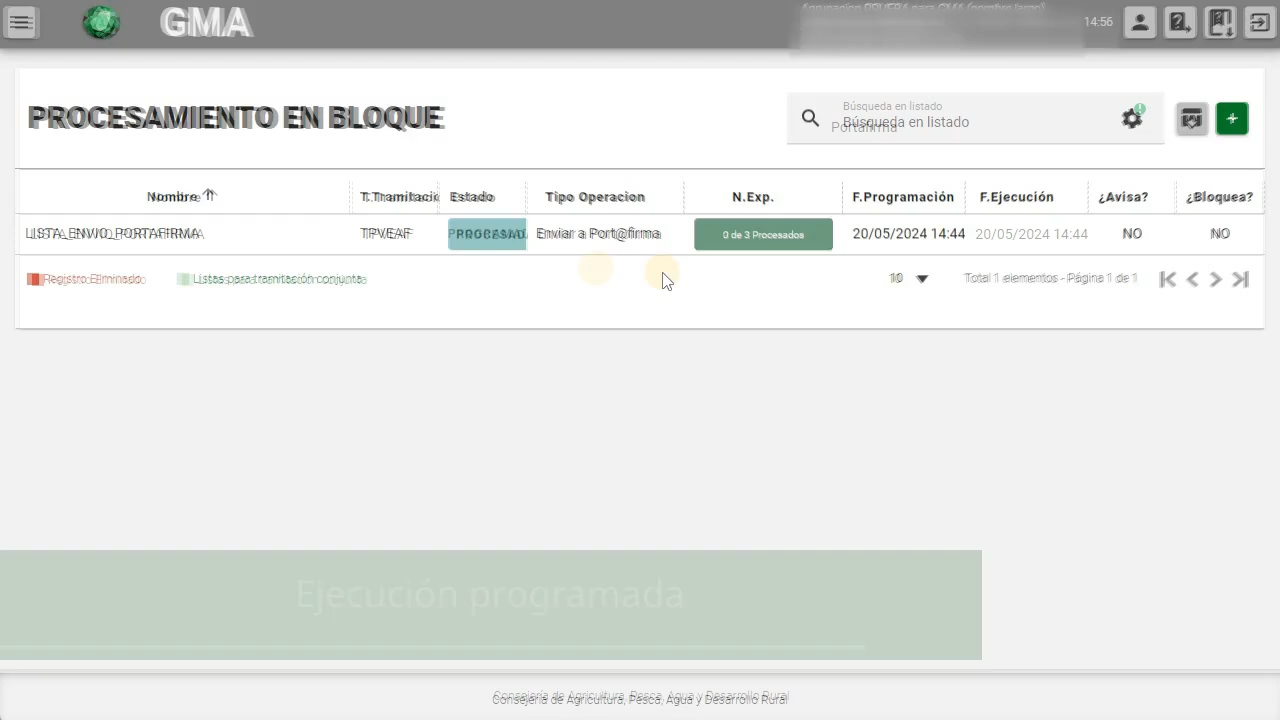 GMA
14:56
PROCESAMIENTO EN BLOQUE
Búsqueda en listado
Búsqueda en listado
Portafirma
Nombre T.Tramitació Estado Tipo Operacion N.Exp. F.Programación F.Ejecución ¿Avisa? ¿Bloquea?
LISTA_ENVIO_PORTAFIRMA TPVEAF Enviar a Port@firma 0 de 3 Procesados 20/05/2024 14:44 20/05/2024 14:44 NO NO
Registro Eliminado Listas para tramitación conjunta 10 Total 1 elementos - Página 1 de 1
Ejecución programada
Consejería de Agricultura, Pesca, Agua y Desarrollo Rural